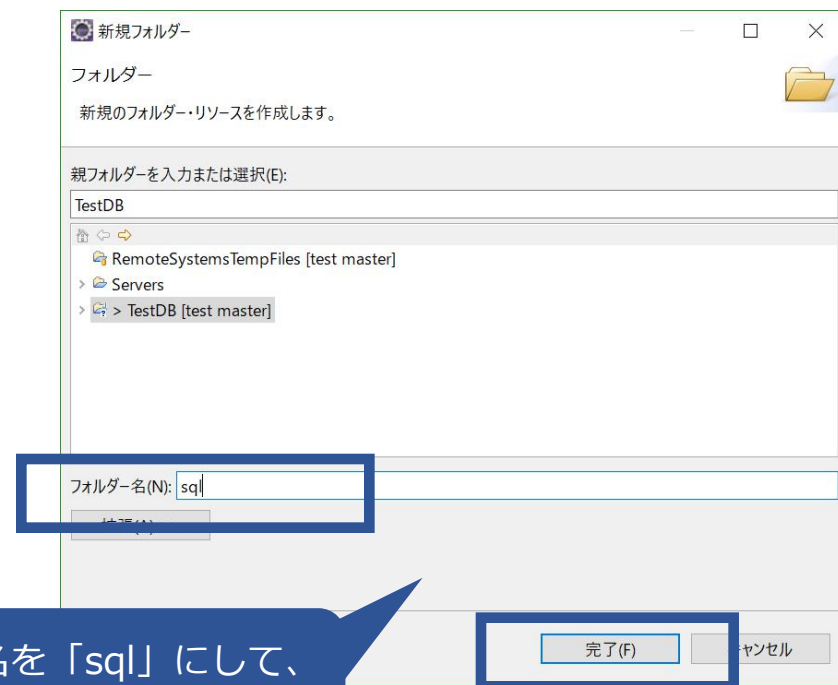 新規フォルダー
フォルダー
新規のフォルダー・リソースを作成します。
親フォルダーを入力または選択(E):
TestDB
RemoteSystemsTempFiles [test master]
> Servers
> > TestDB [test master]
フォルダー名(N): sql
完了(F)
ャンセル
名を「sql」にして、